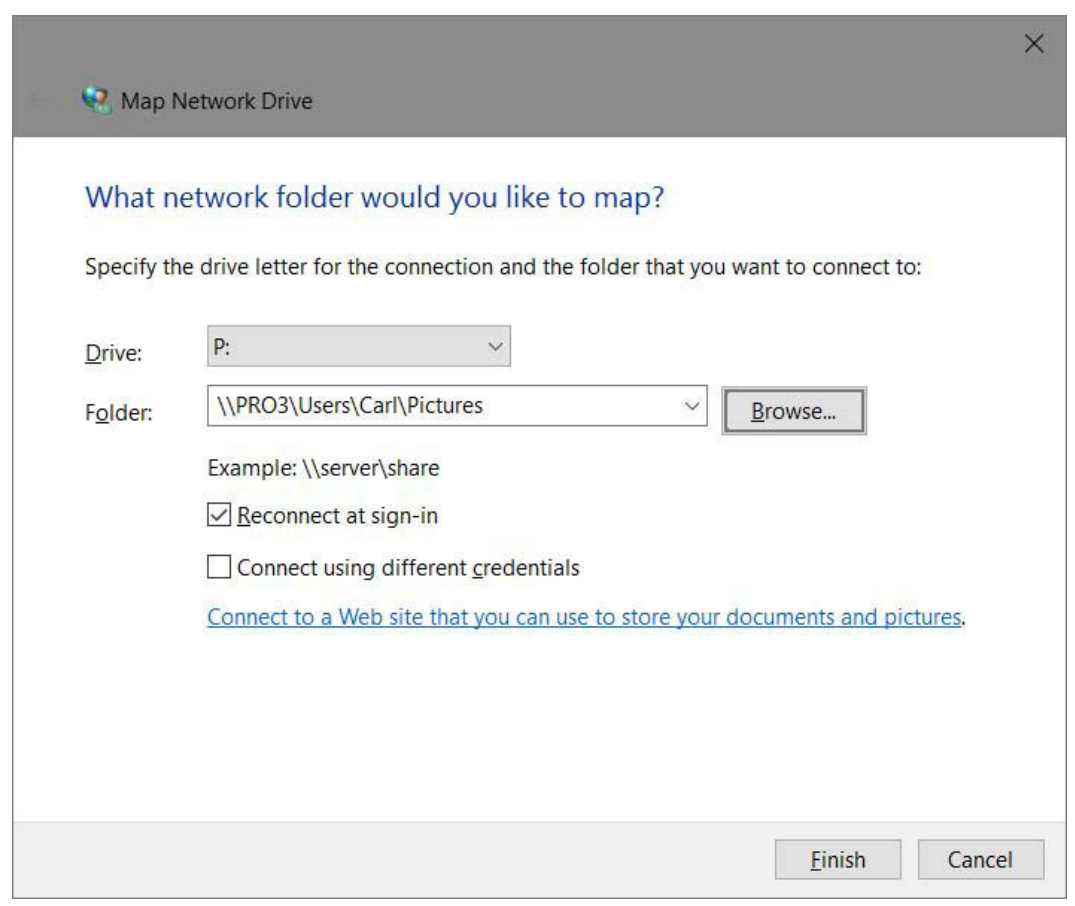 Map Network Drive
What network folder would you like to map?
Specify the drive letter for the connection and the folder that you want to connect to:
Drive: P:
Folder: \\PRO3\Users\Carl\Pictures Browse...
Example: \\server\share
Reconnect at sign-in
Connect using different credentials
Connect to a Web site that you can use to store your documents and pictures.
Finish Cancel